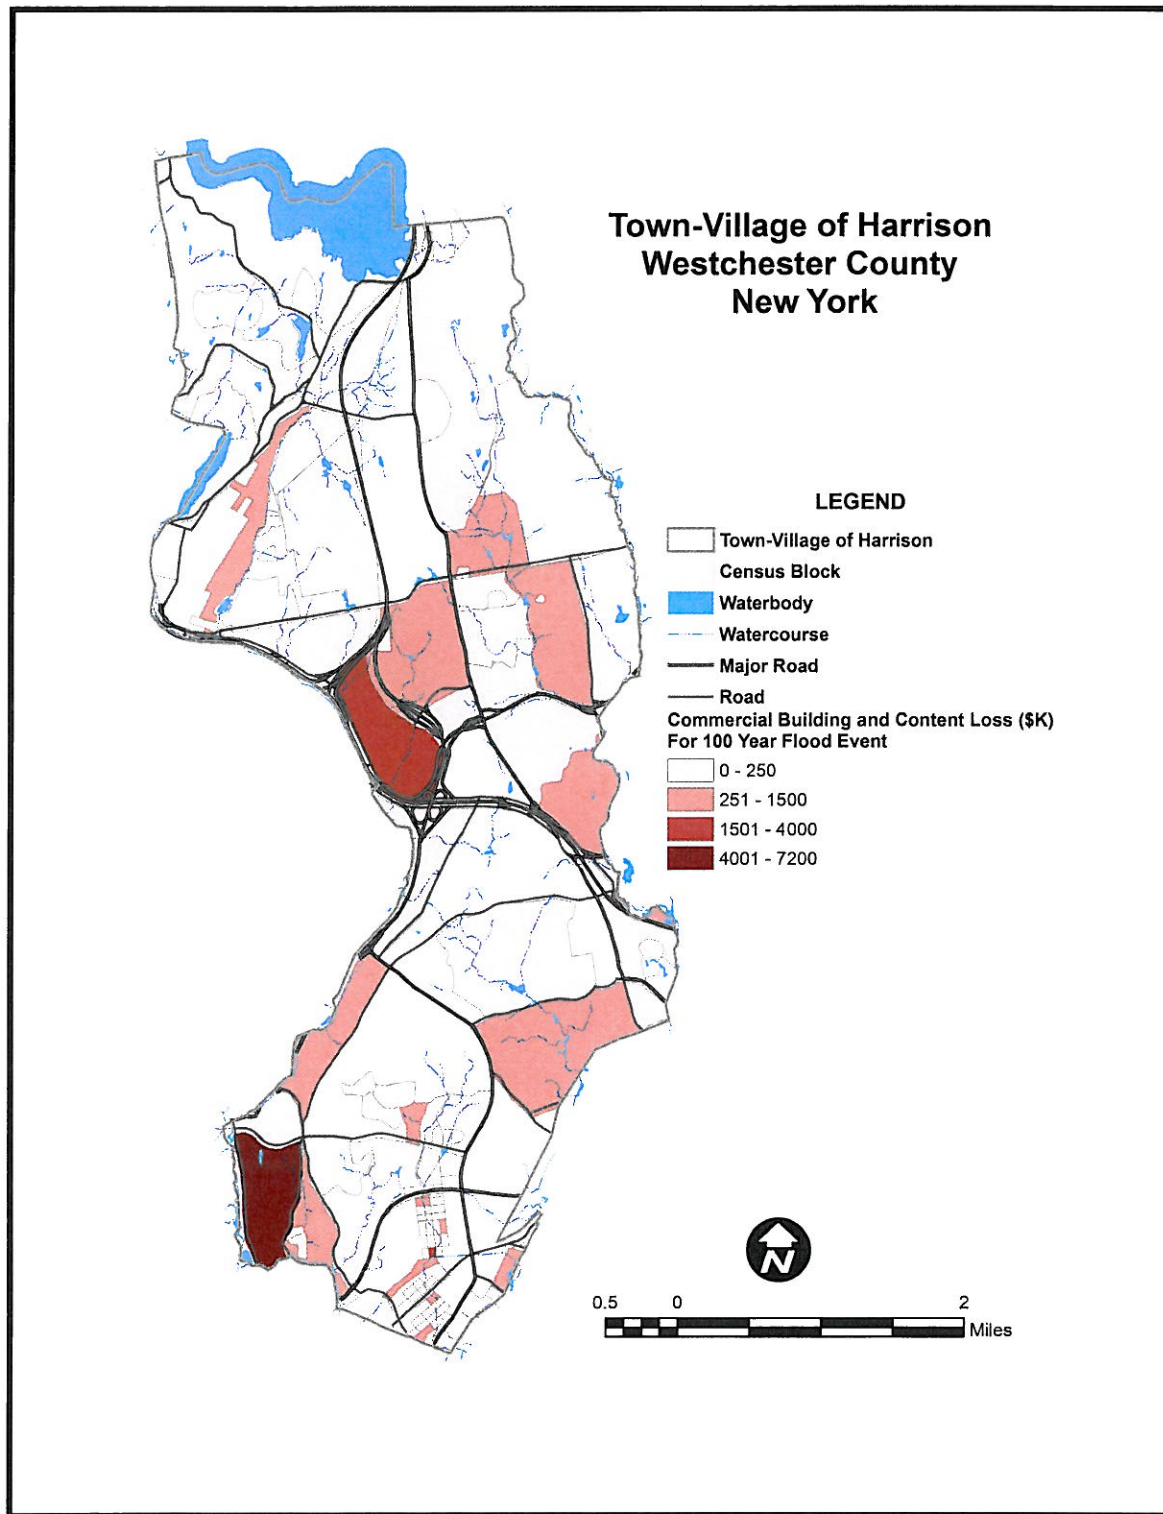 Town-Village of Harrison
Westchester County
New York
LEGEND
Town-Village of Harrison
Census Block
Waterbody
Watercourse
Major Road
Road
Commercial Building and Content Loss ($K)
For 100 Year Flood Event
0 - 250
251 - 1500
1501 - 4000
4001 - 7200
N
0.5 0 2
Miles